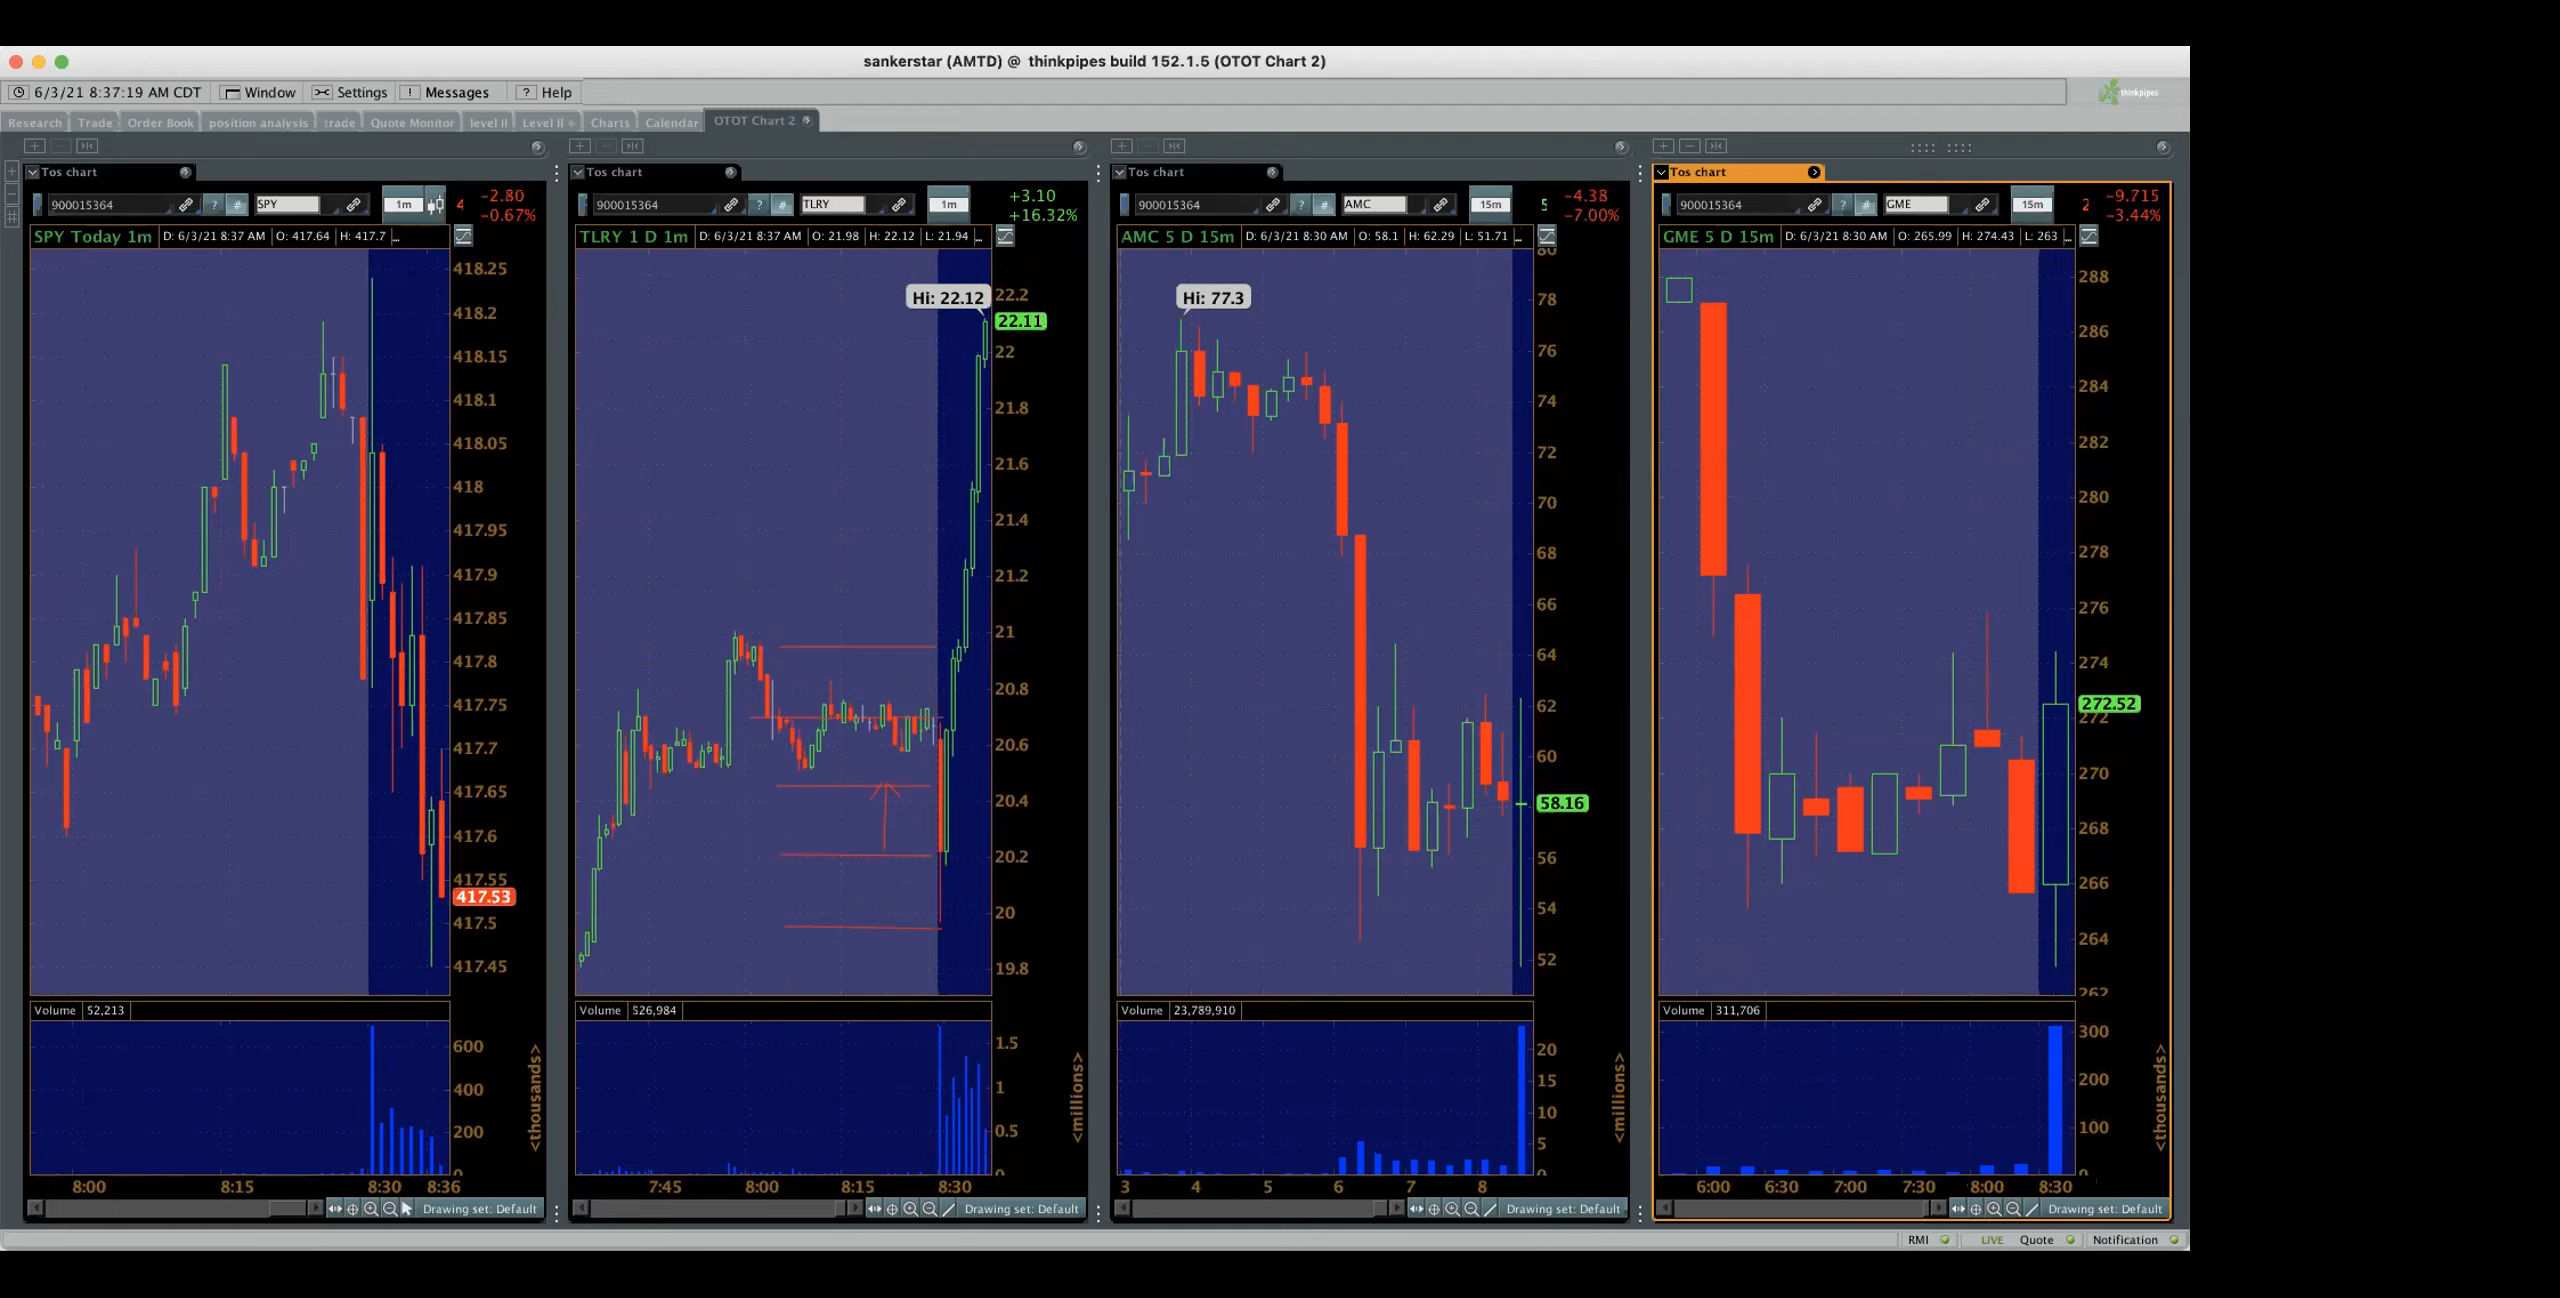 sankerstar (AMTD) @ thinkpipes build 152.1.5 (OTOT Chart 2)
6/3/21 8:37:19 AM CDT Window Settings ! Messages ? Help thinkpipes
Research Trade Order Book position analysis trade Quote Monitor level II Level II Charts Calendar OTOT Chart 2
Tos chart
900015364 ? # SPY 1m 4 -2.80
-0.67%
SPY Today 1m D: 6/3/21 8:37 AM O: 417.64 H: 417.7 ...
418.25
418.2
418.15
418.1
418.05
418
417.95
417.9
417.85
417.8
417.75
417.7
417.65
417.6
417.55
417.53
417.5
417.45
Volume 52,213
600
400
200
0
<thousands>
8:00 8:15 8:30 8:36
Drawing set: Default
Tos chart
900015364 ? # TLRY 1m +3.10
+16.32%
TLRY 1 D 1m D: 6/3/21 8:37 AM O: 21.98 H: 22.12 L: 21.94 ...
Hi: 22.12
22.2
22.11
22
21.8
21.6
21.4
21.2
21
20.8
20.6
20.4
20.2
20
19.8
Volume 526,984
1.5
1
0.5
0
<millions>
7:45 8:00 8:15 8:30
Drawing set: Default
Tos chart
900015364 ? # AMC 15m 5 -4.38
-7.00%
AMC 5 D 15m D: 6/3/21 8:30 AM O: 58.1 H: 62.29 L: 51.71 ...
Hi: 77.3
80
78
76
74
72
70
68
66
64
62
60
58.16
56
54
52
Volume 23,789,910
20
15
10
5
0
<millions>
3 4 5 6 7 8
Drawing set: Default
Tos chart
900015364 ? # GME 15m 2 -9.715
-3.44%
GME 5 D 15m D: 6/3/21 8:30 AM O: 265.99 H: 274.43 L: 263 ...
288
286
284
282
280
278
276
274
272.52
272
270
268
266
264
262
Volume 311,706
300
200
100
0
<thousands>
6:00 6:30 7:00 7:30 8:00 8:30
Drawing set: Default
RMI LIVE Quote Notification